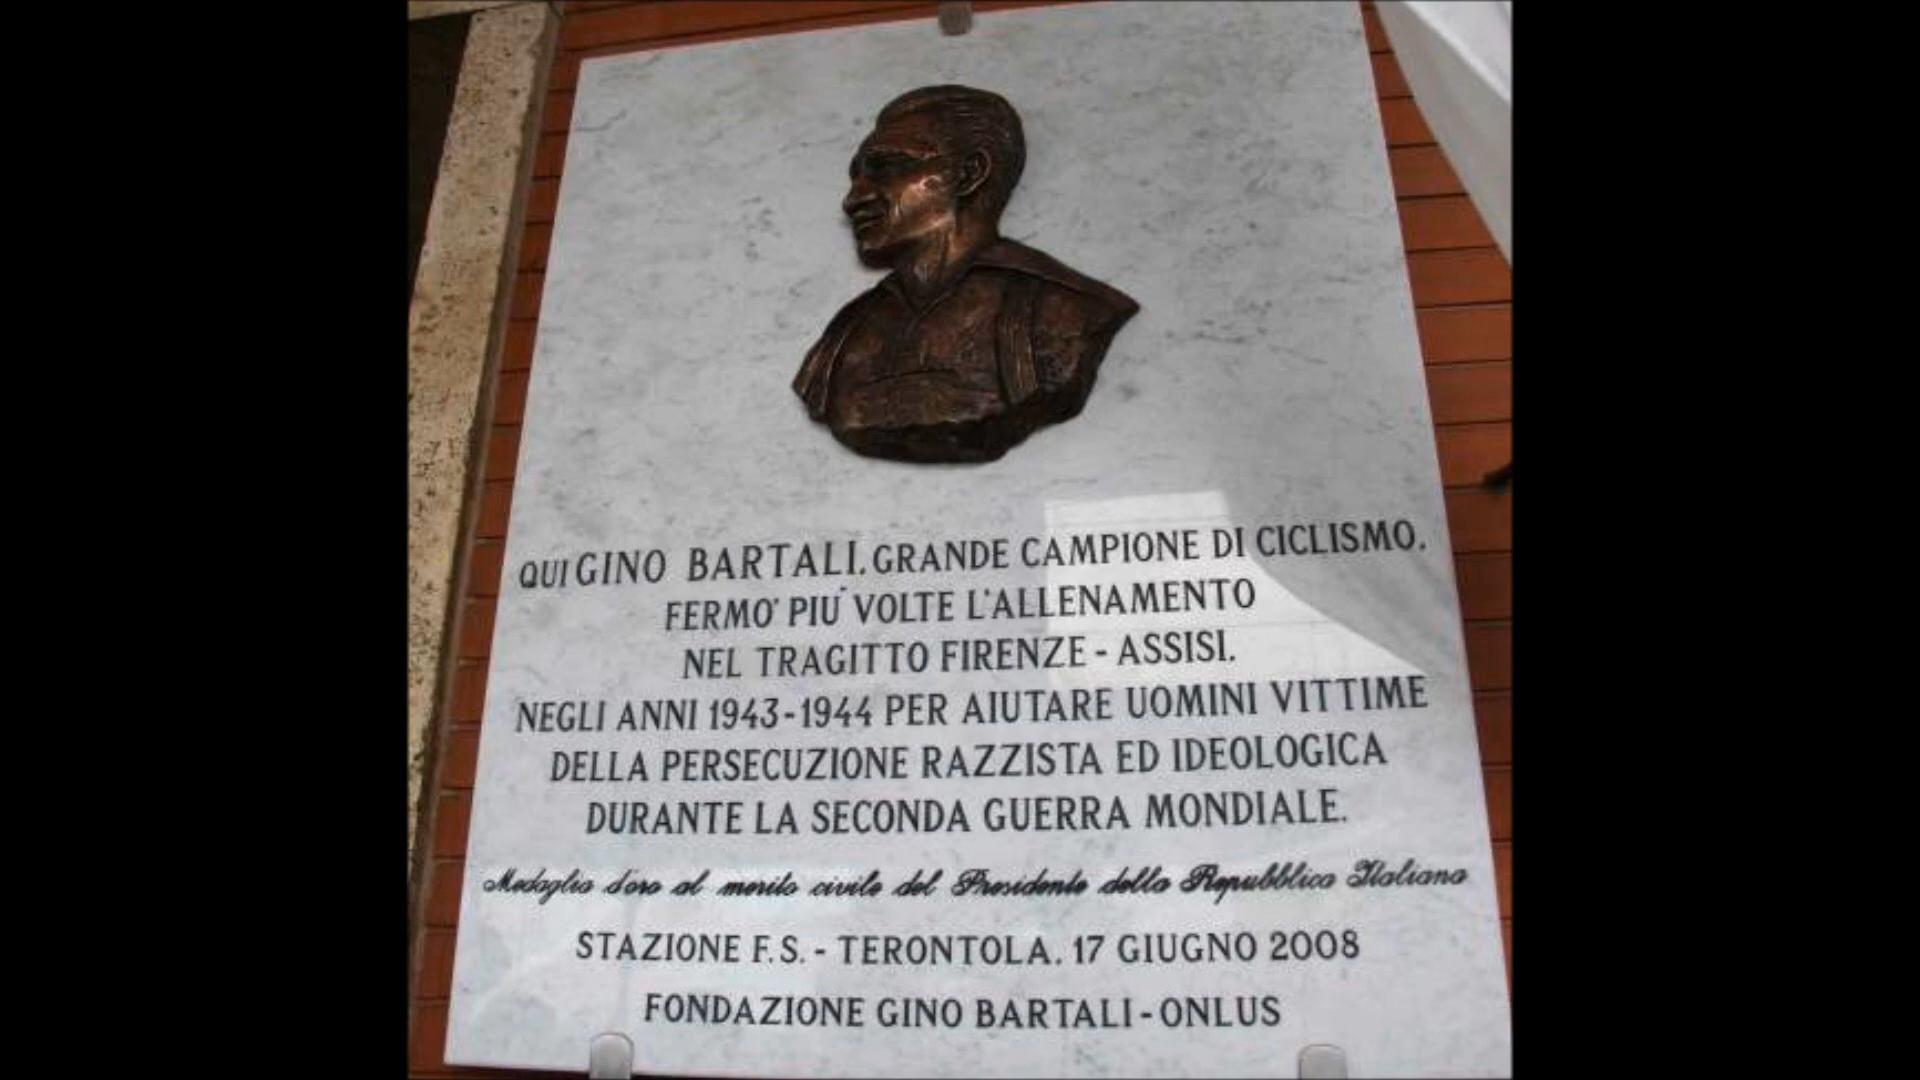 QUI GINO BARTALI, GRANDE CAMPIONE DI CICLISMO,
FERMO' PIU' VOLTE L'ALLENAMENTO
NEL TRAGITTO FIRENZE - ASSISI,
NEGLI ANNI 1943-1944 PER AIUTARE UOMINI VITTIME
DELLA PERSECUZIONE RAZZISTA ED IDEOLOGICA
DURANTE LA SECONDA GUERRA MONDIALE.
Medaglia d'oro al merito civile del Presidente della Repubblica Italiana
STAZIONE F.S. - TERONTOLA, 17 GIUGNO 2008
FONDAZIONE GINO BARTALI - ONLUS